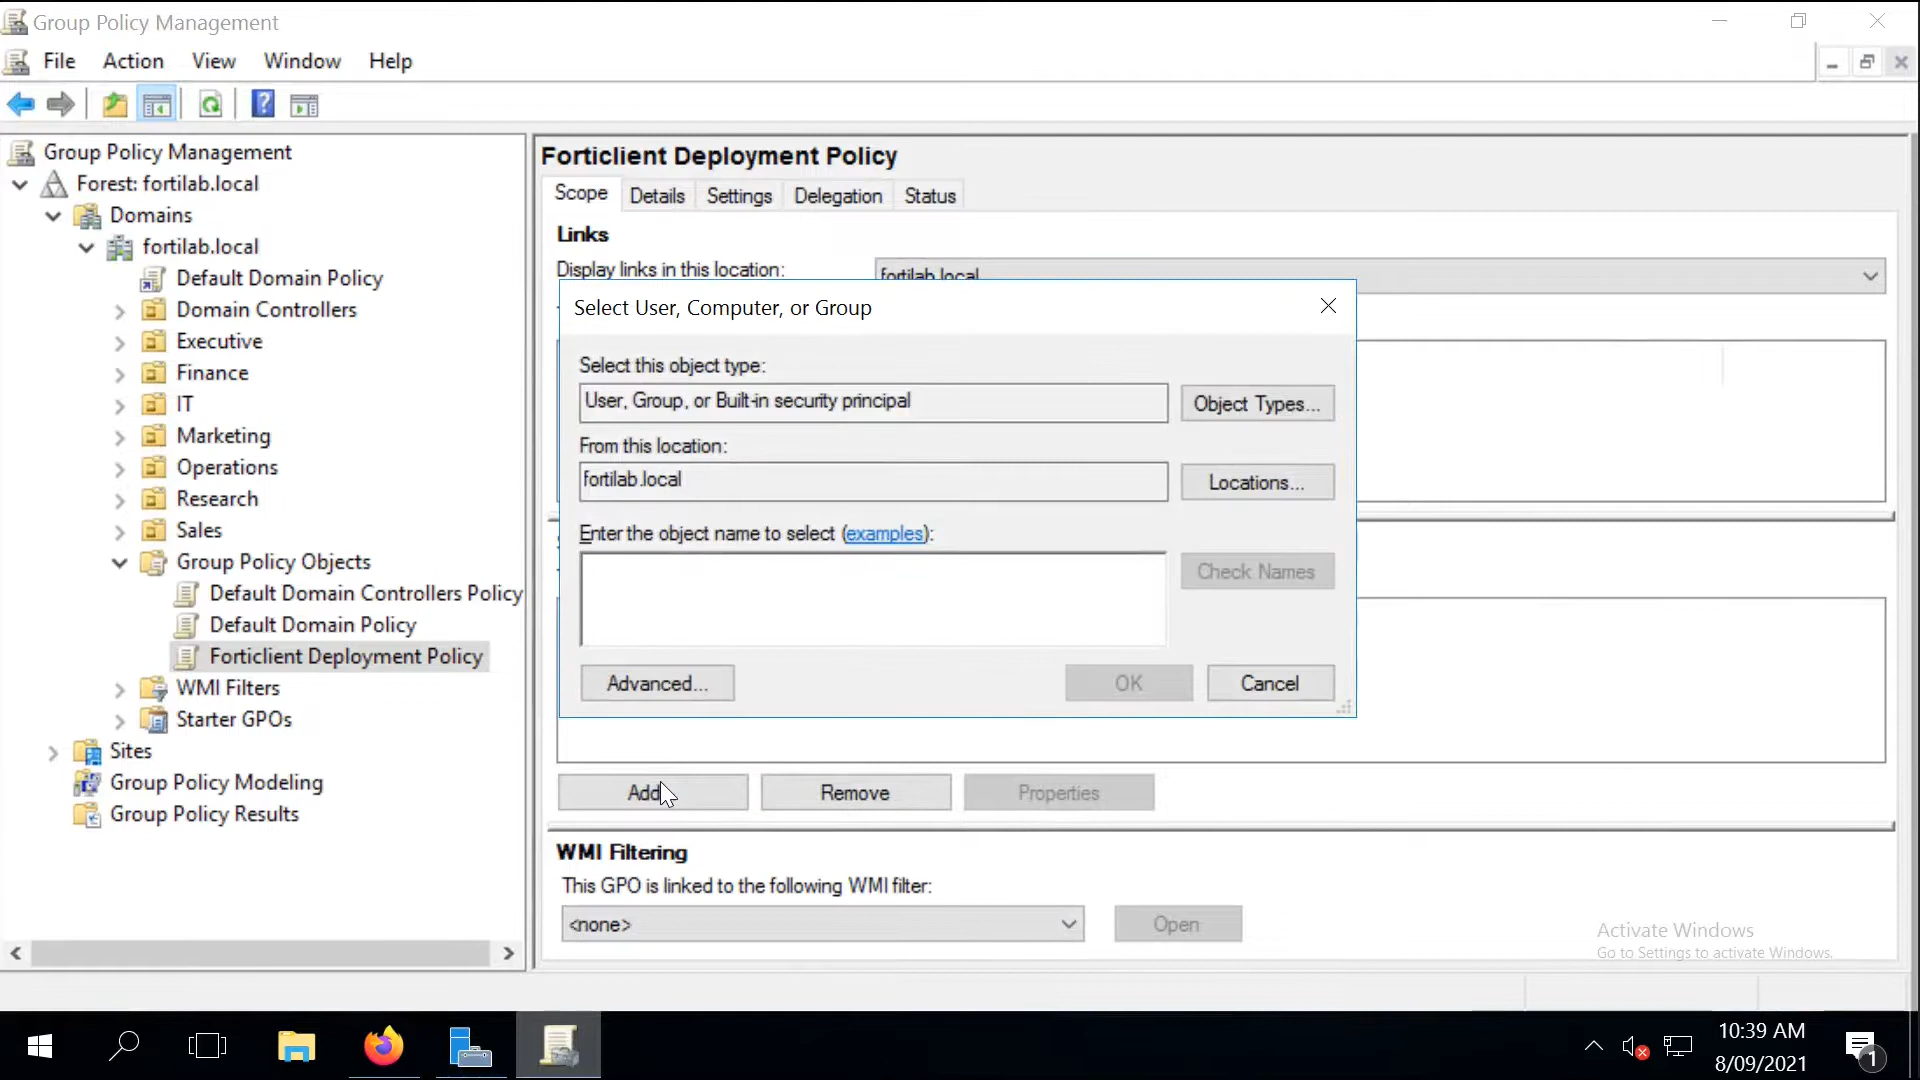 Group Policy Management
File Action View Window Help
Group Policy Management
Forest: fortilab.local
Domains
fortilab.local
Default Domain Policy
Domain Controllers
Executive
Finance
IT
Marketing
Operations
Research
Sales
Group Policy Objects
Default Domain Controllers Policy
Default Domain Policy
Forticlient Deployment Policy
WMI Filters
Starter GPOs
Sites
Group Policy Modeling
Group Policy Results
Forticlient Deployment Policy
Scope Details Settings Delegation Status
Links
Display links in this location: fortilab.local
Select User, Computer, or Group
Select this object type:
User, Group, or Built-in security principal Object Types...
From this location:
fortilab.local Locations...
Enter the object name to select (examples):
Check Names
Advanced... OK Cancel
Add Remove Properties
WMI Filtering
This GPO is linked to the following WMI filter:
<none> Open
Activate Windows
Go to Settings to activate Windows.
10:39 AM
8/09/2021
1